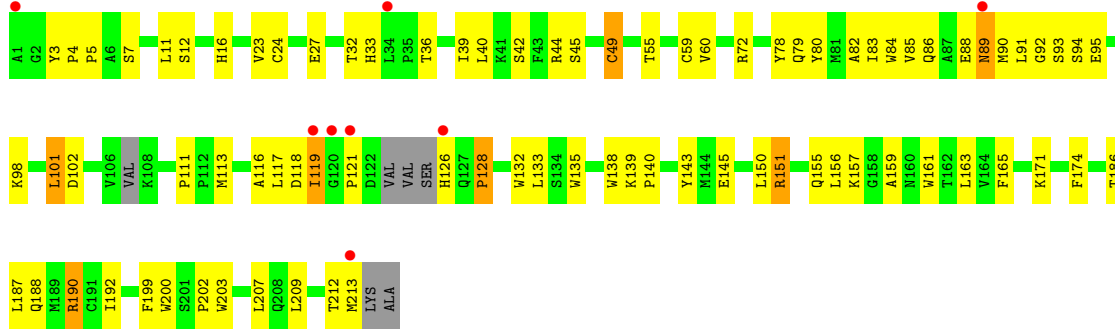 A1 G2 Y3 P4 P5 A6 S7 L11 S12 H16 V23 C24 E27 T32 H33 L34 P35 T36 I39 L40 K41 S42 F43 R44 S45 C49 T55 C59 V60 R72 Y78 Q79 Y80 M81 A82 I83 W84 V85 Q86 A87 E88 N89 M90 L91 G92 S93 S94 E95
K98 L101 D102 V106 VAL K108 P111 P112 M113 A116 L117 D118 I119 G120 P121 D122 VAL VAL SER H126 Q127 P128 W132 L133 S134 W135 W138 K139 P140 Y143 M144 E145 L150 R151 Q155 L156 K157 G158 A159 N160 W161 T162 L163 V164 F165 K171 F174
L187 Q188 M189 R190 C191 I192 F199 W200 S201 P202 W203 L207 Q208 L209 T212 M213 LYS ALA